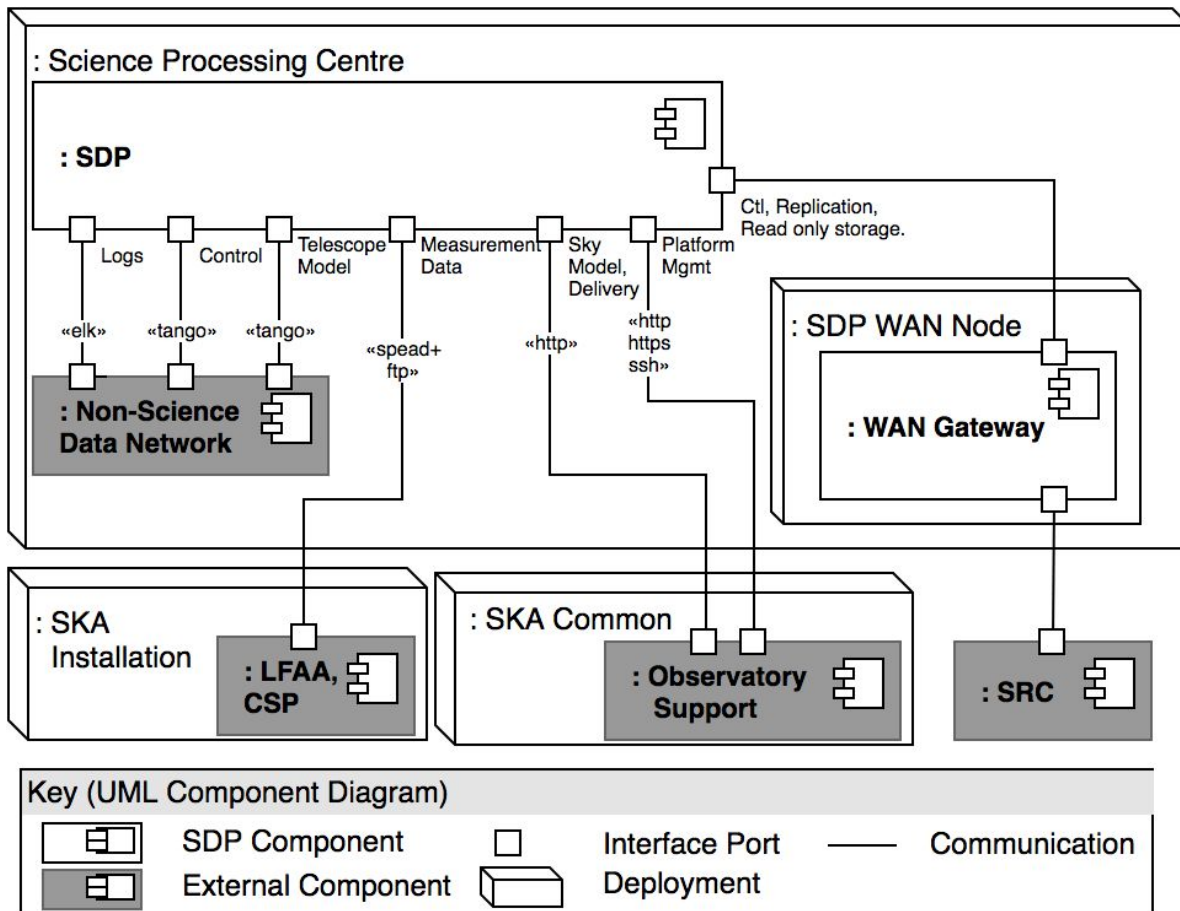 : Science Processing Centre
: SDP
Ctl, Replication,
Read only storage.
Logs
Control
Telescope
Model
Measurement
Data
Sky
Model,
Delivery
Platform
Mgmt
«elk»
«tango»
«tango»
«spead+
ftp»
«http»
«http
https
ssh»
: SDP WAN Node
: WAN Gateway
: Non-Science
Data Network
: SKA
Installation
: LFAA,
CSP
: SKA Common
: Observatory
Support
: SRC
Key (UML Component Diagram)
SDP Component
Interface Port
Communication
External Component
Deployment